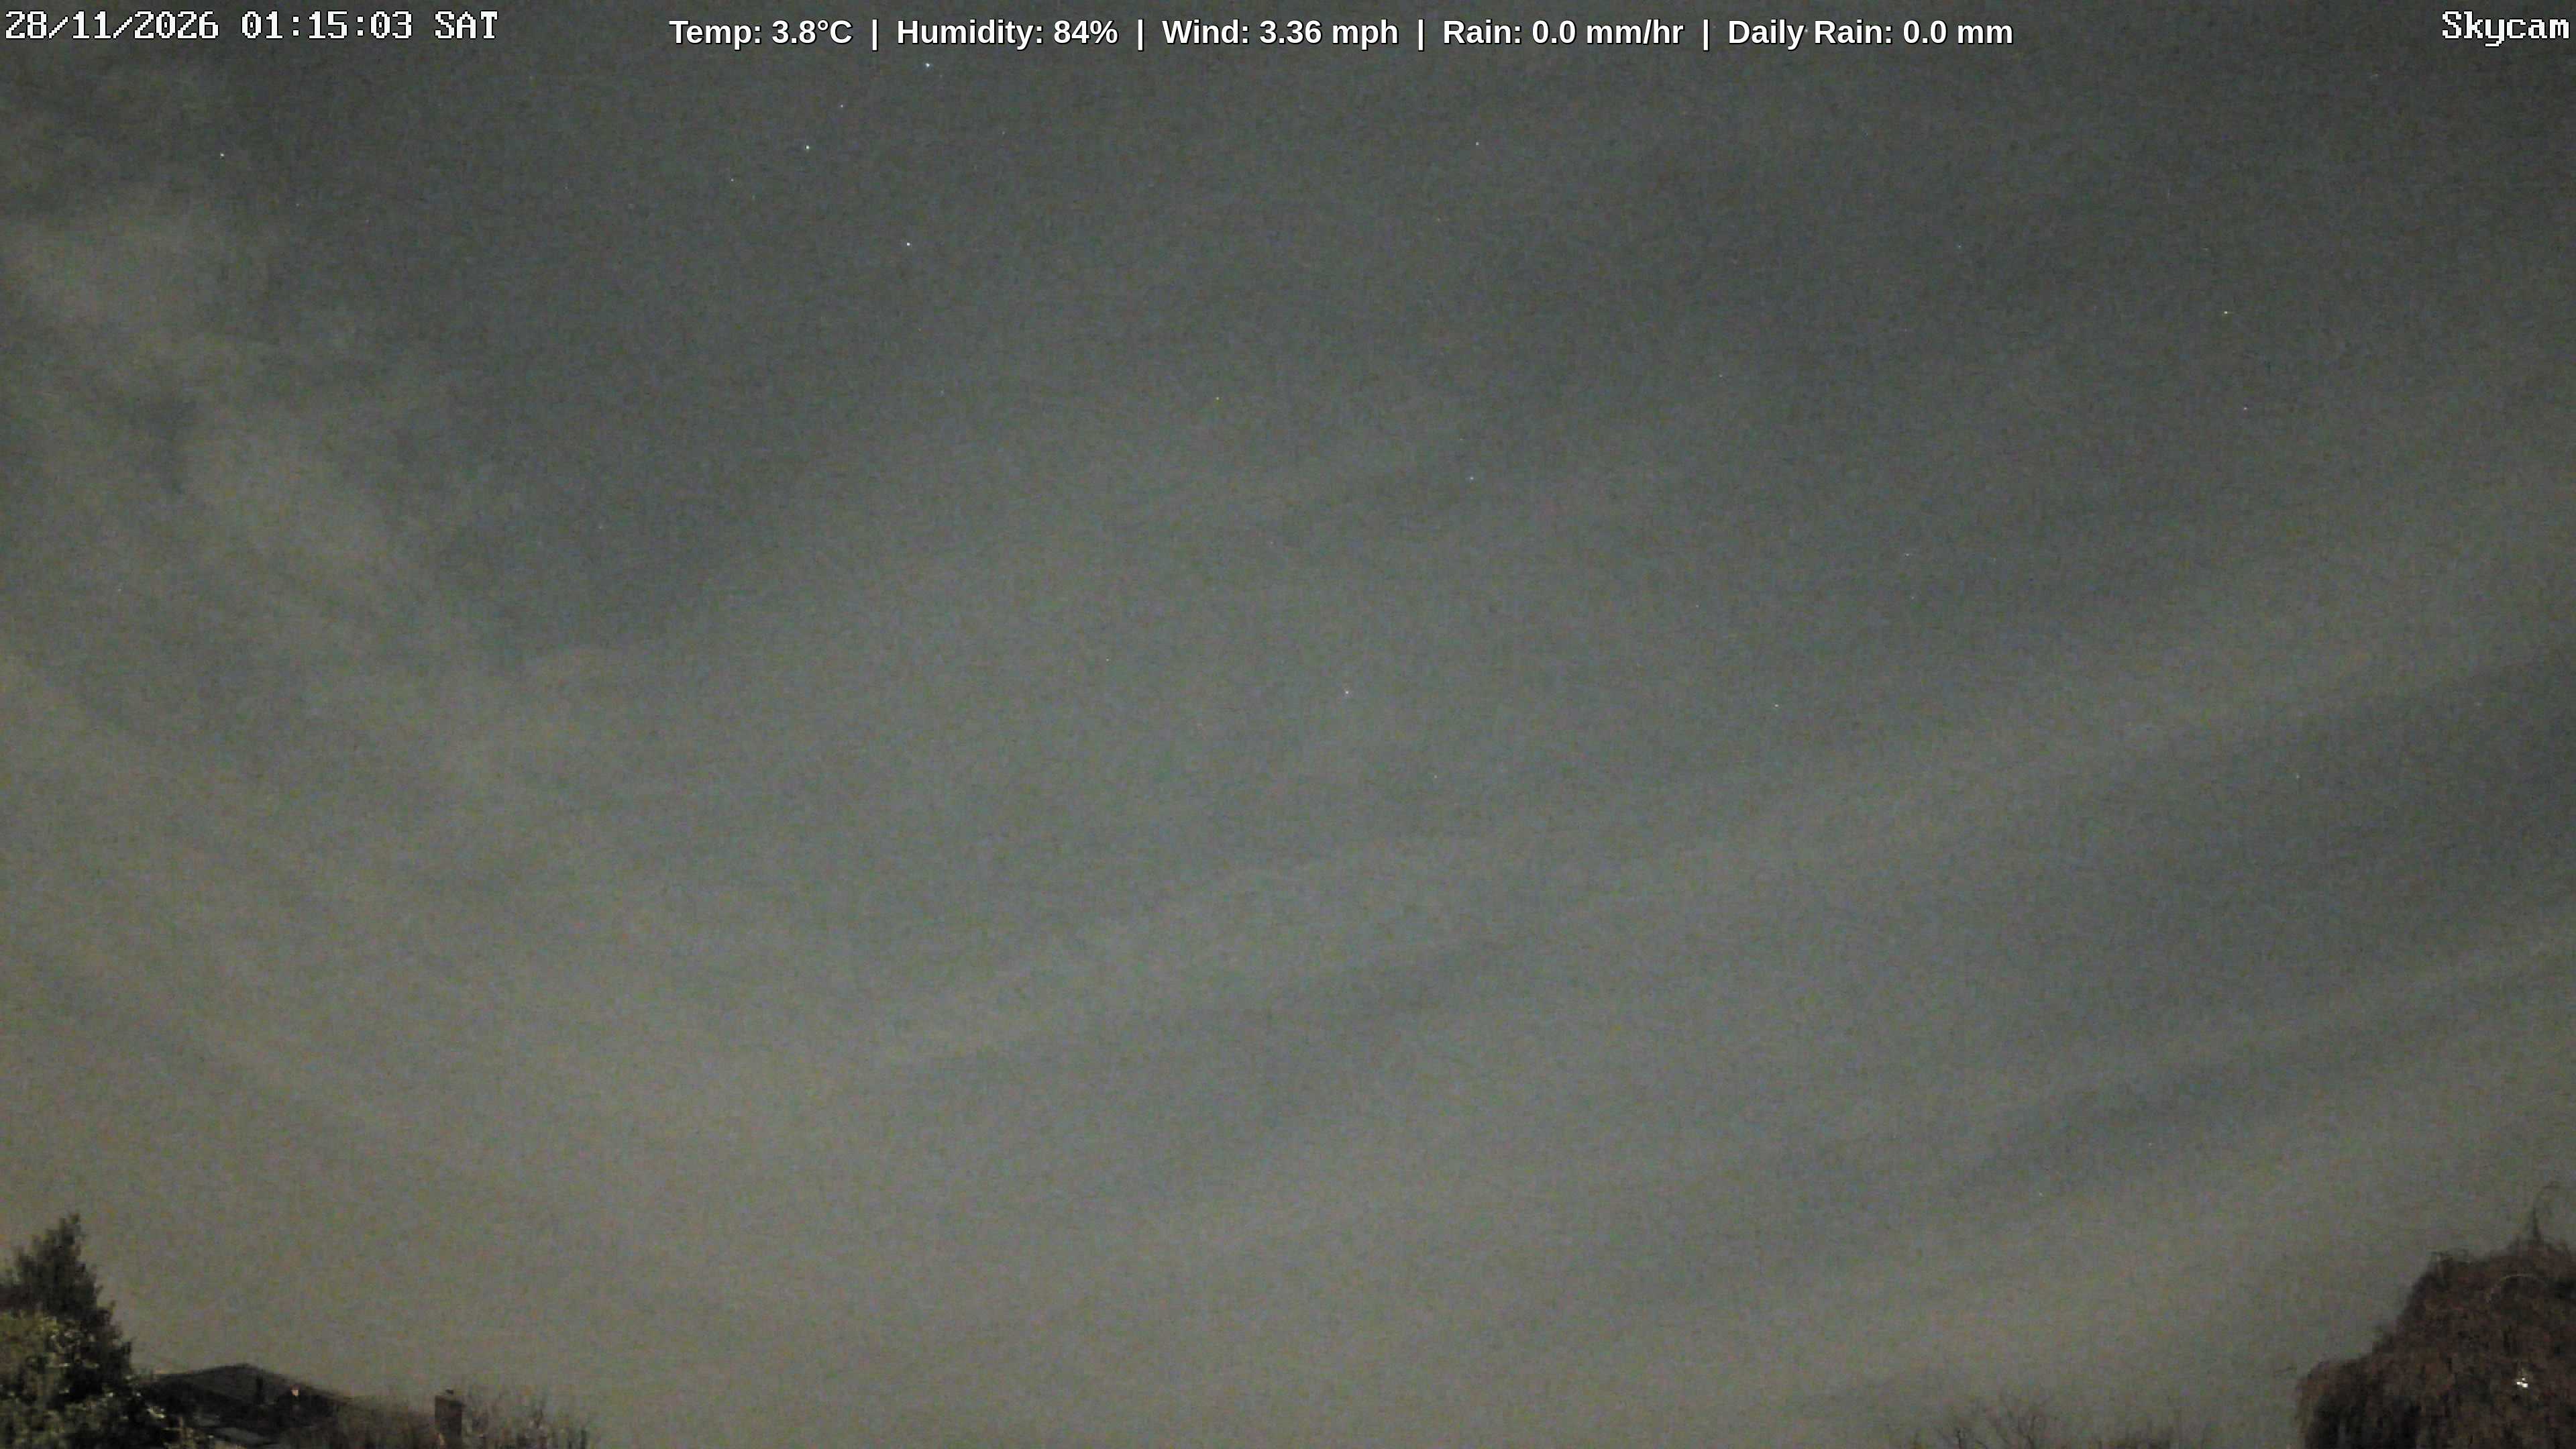 28/11/2026 01:15:03 SAT
Temp: 3.8°C | Humidity: 84% | Wind: 3.36 mph | Rain: 0.0 mm/hr | Daily Rain: 0.0 mm
Skycam